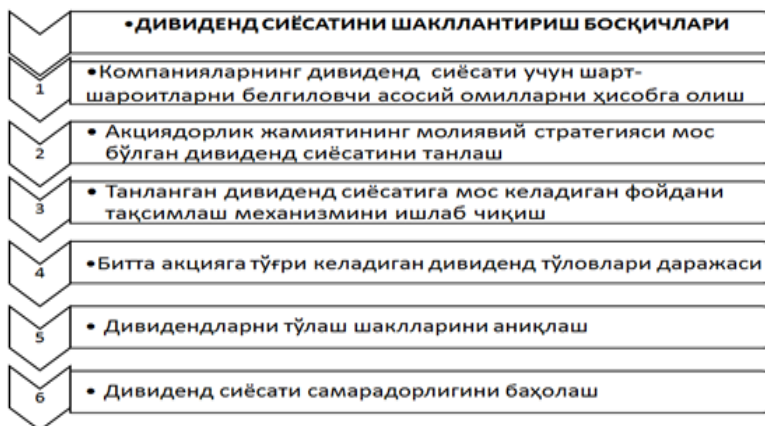 •ДИВИДЕНД СИЁСАТИНИ ШАКЛЛАНТИРИШ БОСҚИЧЛАРИ
1
•Компанияларнинг дивиденд сиёсати учун шарт-
шароитларни белгиловчи асосий омилларни ҳисобга олиш
2
• Акциядорлик жамиятининг молиявий стратегияси мос
бўлган дивиденд сиёсатини танлаш
3
• Танланган дивиденд сиёсатига мос келадиган фойдани
тақсимлаш механизмини ишлаб чиқиш
4
•Битта акцияга тўғри келадиган дивиденд тўловлари даражаси
5
• Дивидендларни тўлаш шаклларини аниқлаш
6
• Дивиденд сиёсати самарадорлигини баҳолаш